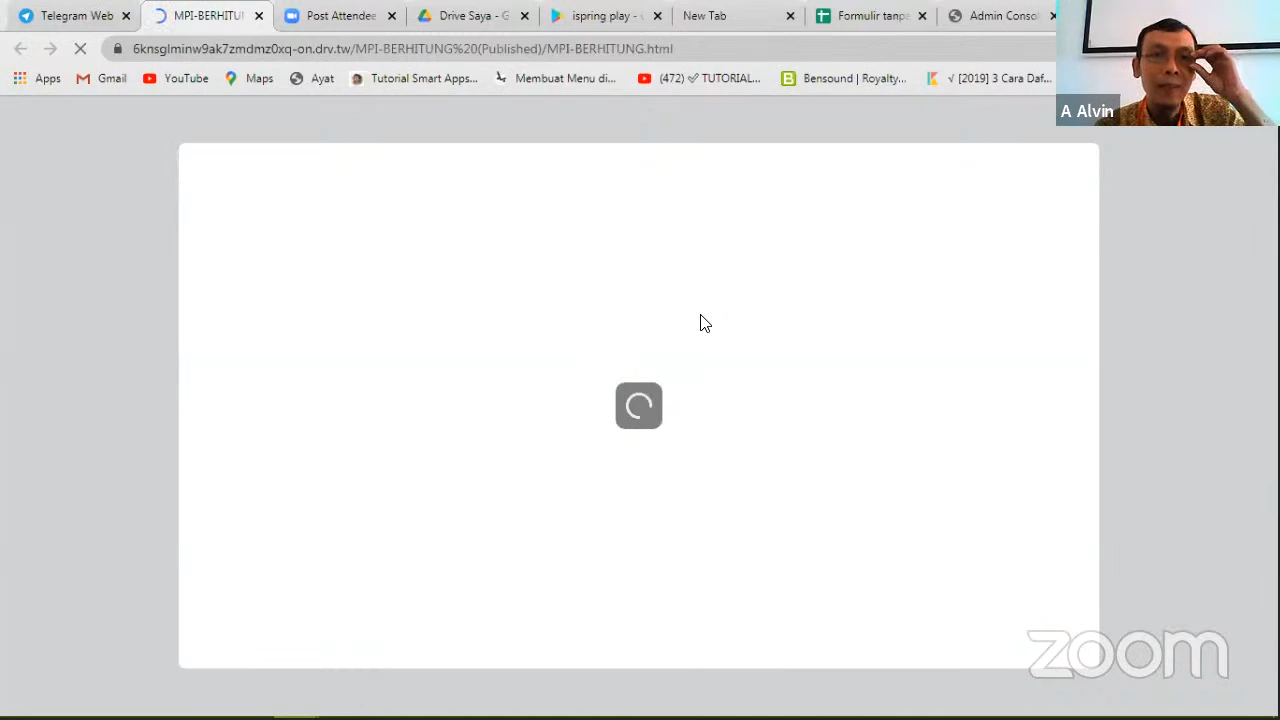 Telegram Web
MPI-BERHITUN
Post Attendee
Drive Saya - G
ispring play - G
New Tab
Formulir tanpa
Admin Consol
6knsglminw9ak7zmdmz0xq-on.drv.tw/MPI-BERHITUNG%20(Published)/MPI-BERHITUNG.html
Apps
Gmail
YouTube
Maps
Ayat
Tutorial Smart Apps...
Membuat Menu di...
(472) ✅ TUTORIAL...
Bensound | Royalty...
√ [2019] 3 Cara Daf...
A Alvin
zoom